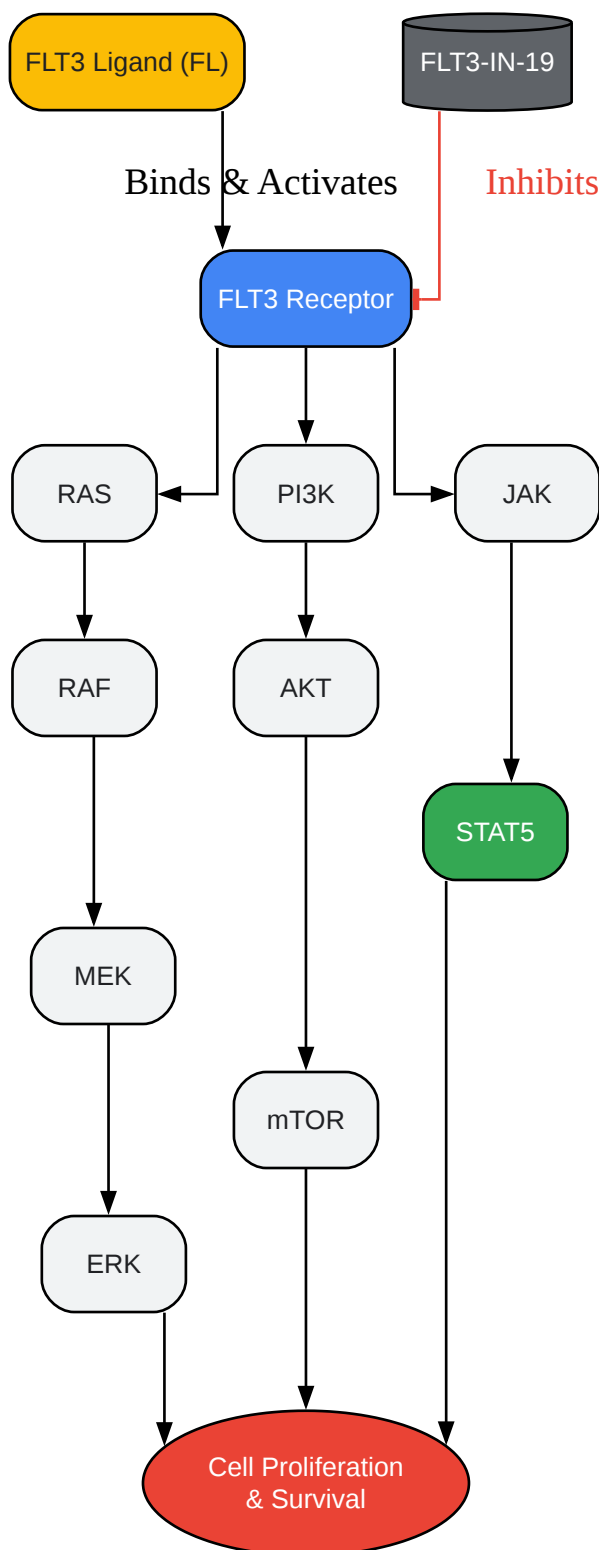 FLT3 Ligand (FL)
FLT3-IN-19
Binds & Activates
Inhibits
FLT3 Receptor
RAS
PI3K
JAK
RAF
AKT
STAT5
MEK
mTOR
ERK
Cell Proliferation
& Survival